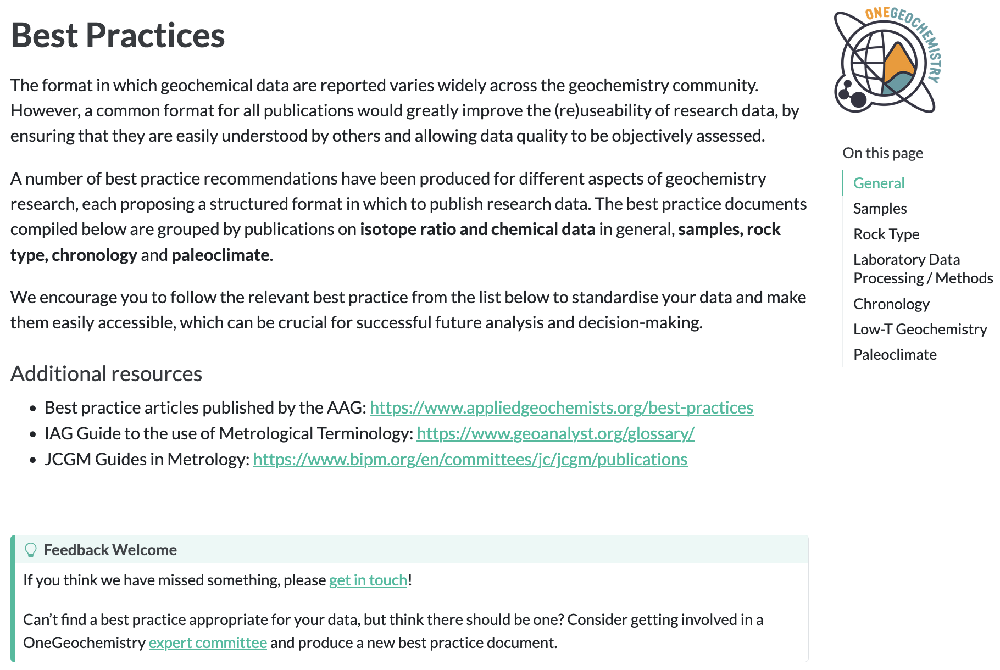 Best Practices
The format in which geochemical data are reported varies widely across the geochemistry community.
However, a common format for all publications would greatly improve the (re)useability of research data, by
ensuring that they are easily understood by others and allowing data quality to be objectively assessed.
A number of best practice recommendations have been produced for different aspects of geochemistry
research, each proposing a structured format in which to publish research data. The best practice documents
compiled below are grouped by publications on isotope ratio and chemical data in general, samples, rock
type, chronology and paleoclimate.
We encourage you to follow the relevant best practice from the list below to standardise your data and make
them easily accessible, which can be crucial for successful future analysis and decision-making.
Additional resources
• Best practice articles published by the AAG: https://www.appliedgeochemists.org/best-practices
• IAG Guide to the use of Metrological Terminology: https://www.geoanalyst.org/glossary/
• JCGM Guides in Metrology: https://www.bipm.org/en/committees/jc/jcgm/publications
Feedback Welcome
If you think we have missed something, please get in touch!
Can’t find a best practice appropriate for your data, but think there should be one? Consider getting involved in a
OneGeochemistry expert committee and produce a new best practice document.
ONEGEOCHEMISTRY
On this page
General
Samples
Rock Type
Laboratory Data
Processing / Methods
Chronology
Low-T Geochemistry
Paleoclimate